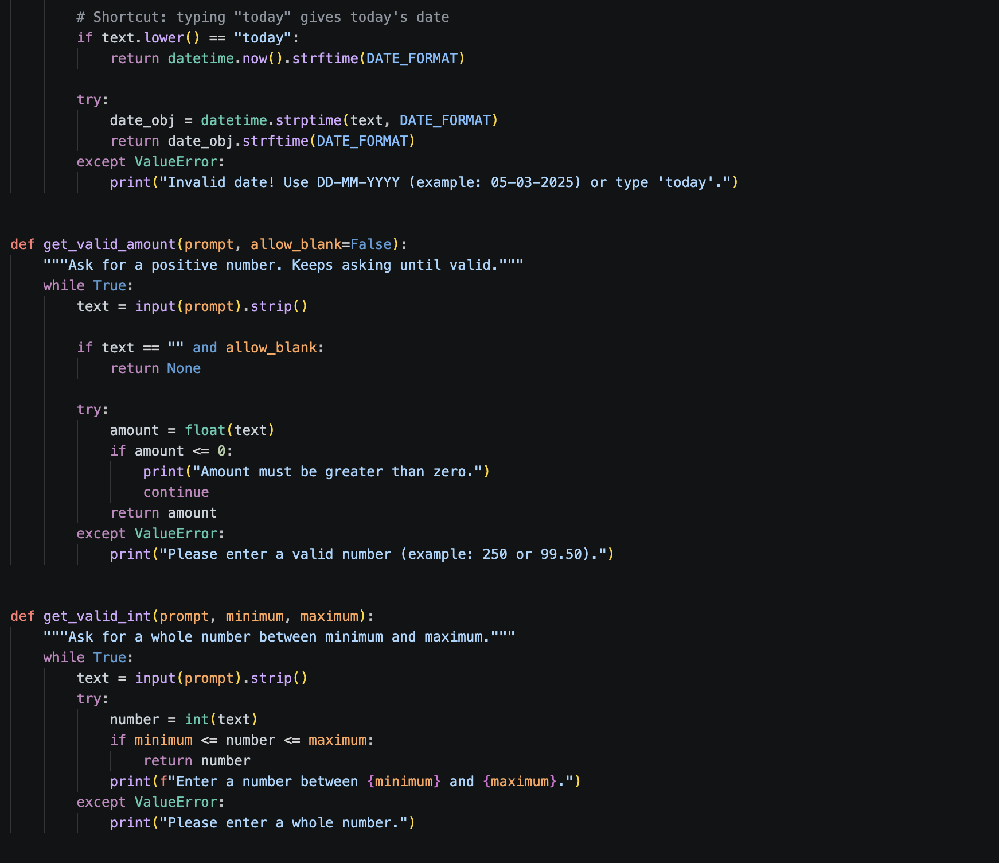 # Shortcut: typing "today" gives today's date
if text.lower() == "today":
return datetime.now().strftime(DATE_FORMAT)
try:
date_obj = datetime.strptime(text, DATE_FORMAT)
return date_obj.strftime(DATE_FORMAT)
except ValueError:
print("Invalid date! Use DD-MM-YYYY (example: 05-03-2025) or type 'today'.")
def get_valid_amount(prompt, allow_blank=False):
"""Ask for a positive number. Keeps asking until valid."""
while True:
text = input(prompt).strip()
if text == "" and allow_blank:
return None
try:
amount = float(text)
if amount <= 0:
print("Amount must be greater than zero.")
continue
return amount
except ValueError:
print("Please enter a valid number (example: 250 or 99.50).")
def get_valid_int(prompt, minimum, maximum):
"""Ask for a whole number between minimum and maximum."""
while True:
text = input(prompt).strip()
try:
number = int(text)
if minimum <= number <= maximum:
return number
print(f"Enter a number between {minimum} and {maximum}.")
except ValueError:
print("Please enter a whole number.")